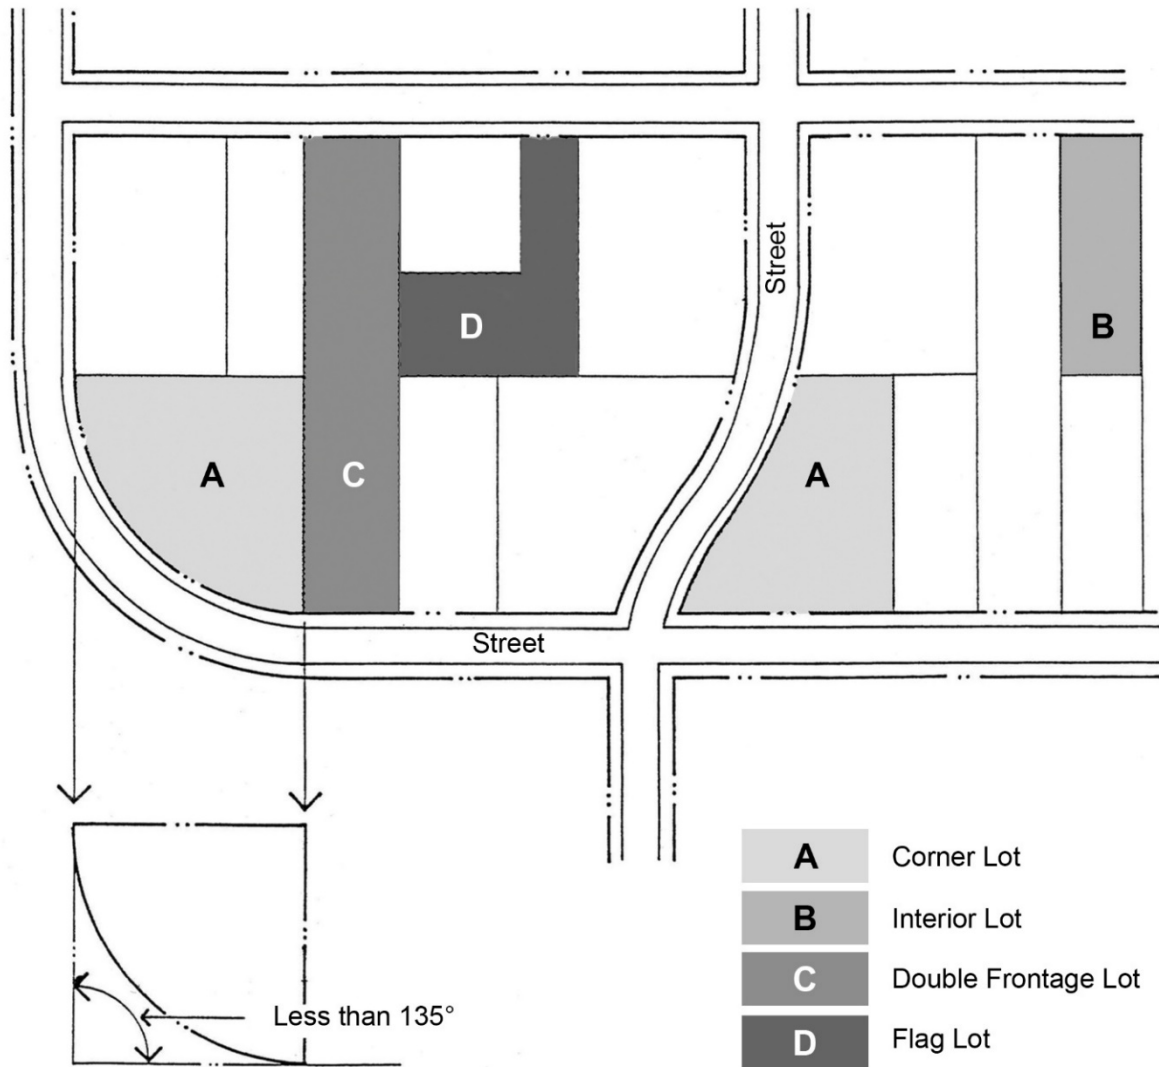 Street
D
B
A
C
A
Street
Less than 135°
A Corner Lot
B Interior Lot
C Double Frontage Lot
D Flag Lot